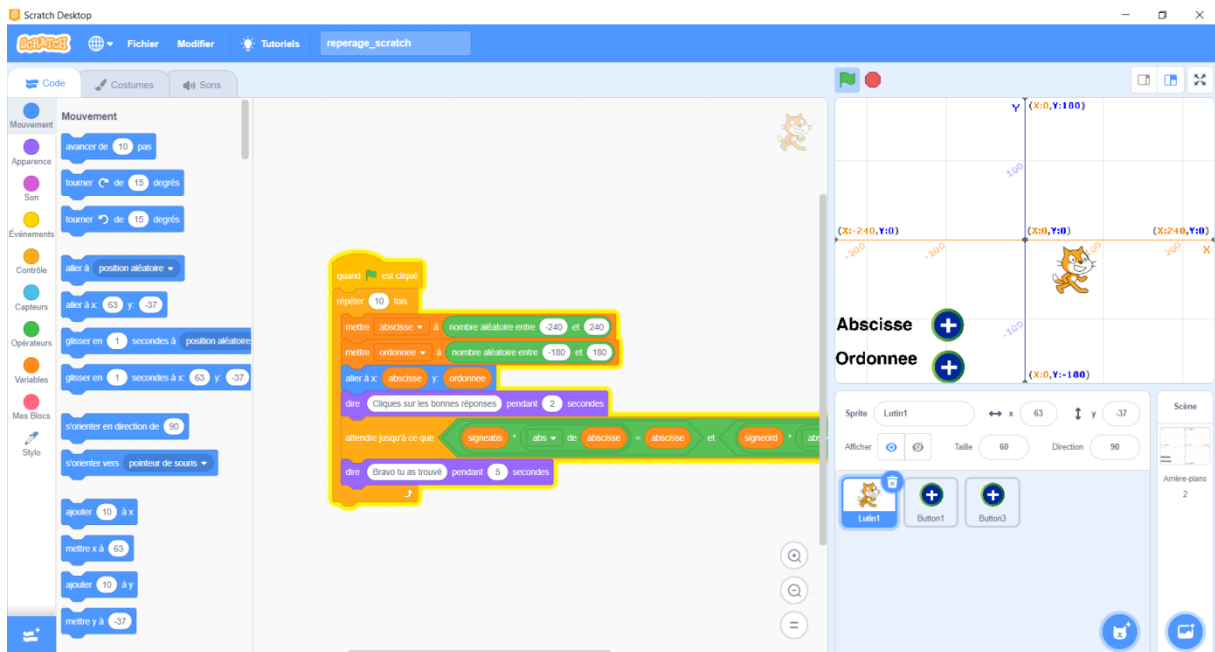 Scratch Desktop
SCRATCH Fichier Modifier Tutoriels reperage_scratch
Code Costumes Sons
Mouvement
Apparence
Son
Événements
Contrôle
Capteurs
Opérateurs
Variables
Mes Blocs
Stylo
Mouvement
avancer de 10 pas
tourner de 15 degrés
tourner de 15 degrés
aller à position aléatoire
aller à x: 63 y: -37
glisser en 1 secondes à position aléatoire
glisser en 1 secondes à x: 63 y: -37
s'orienter en direction de 90
s'orienter vers pointeur de souris
ajouter 10 à x
mettre x à 63
ajouter 10 à y
mettre y à -37
quand est cliqué
répéter 10 fois
mettre abscisse à nombre aléatoire entre -240 et 240
mettre ordonnee à nombre aléatoire entre -180 et 180
aller à x: abscisse y: ordonnee
dire Cliques sur les bonnes réponses pendant 2 secondes
attendre jusqu'à ce que signeabs * abs de abscisse = abscisse et signeord * abs
dire Bravo tu as trouvé pendant 5 secondes
Y (X:0,Y:180)
100
(X:-240,Y:0) (X:0,Y:0) (X:240,Y:0)
-200 -100 200 X
Abscisse
-100
Ordonnee
(X:0,Y:-180)
Sprite Lutin1 x 63 y -37
Afficher Taille 60 Direction 90
Lutin1 Button1 Button3
Scène
Arrière-plans
2